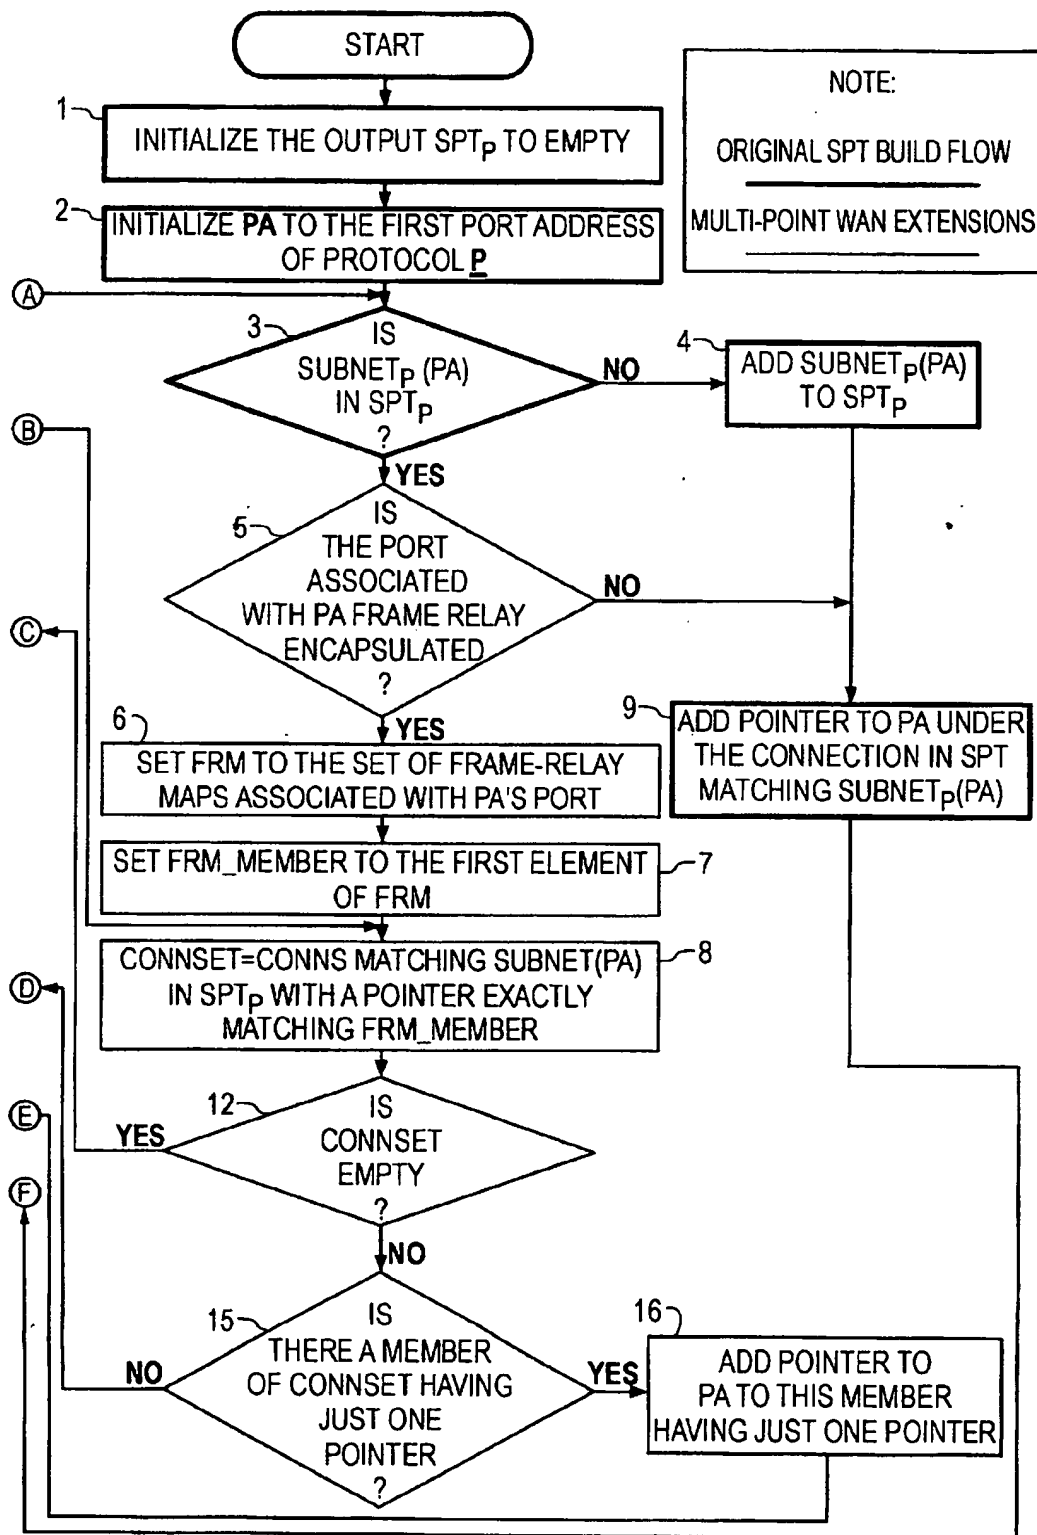 START
NOTE:
ORIGINAL SPT BUILD FLOW
MULTI-POINT WAN EXTENSIONS
1
INITIALIZE THE OUTPUT SPTP TO EMPTY
2
INITIALIZE PA TO THE FIRST PORT ADDRESS
OF PROTOCOL P
A
3
IS
SUBNETP (PA)
IN SPTP
?
NO
4
ADD SUBNETP(PA)
TO SPTP
B
YES
5
IS
THE PORT
ASSOCIATED
WITH PA FRAME RELAY
ENCAPSULATED
?
NO
C
YES
6
SET FRM TO THE SET OF FRAME-RELAY
MAPS ASSOCIATED WITH PA'S PORT
9
ADD POINTER TO PA UNDER
THE CONNECTION IN SPT
MATCHING SUBNETP(PA)
SET FRM_MEMBER TO THE FIRST ELEMENT
OF FRM
7
CONNSET=CONNS MATCHING SUBNET(PA)
IN SPTP WITH A POINTER EXACTLY
MATCHING FRM_MEMBER
8
D
12
IS
CONNSET
EMPTY
?
YES
E
F
NO
15
IS
THERE A MEMBER
OF CONNSET HAVING
JUST ONE
POINTER
?
NO
YES
16
ADD POINTER TO
PA TO THIS MEMBER
HAVING JUST ONE POINTER